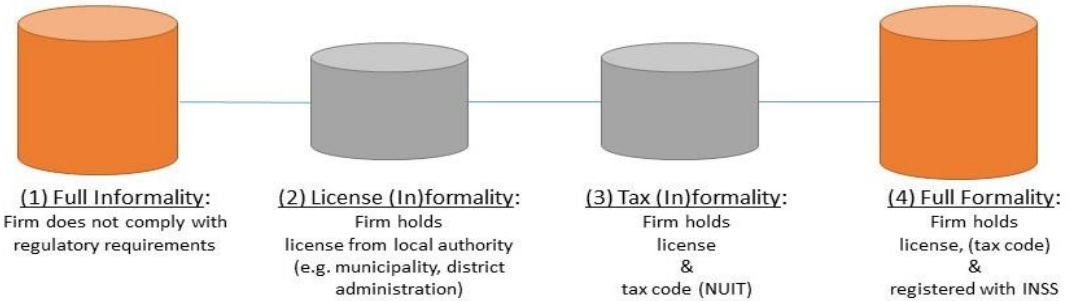 (1) Full Informality:
Firm does not comply with
regulatory requirements
(2) License (In)formality:
Firm holds
license from local authority
(e.g. municipality, district
administration)
(3) Tax (In)formality:
Firm holds
license
&
tax code (NUIT)
(4) Full Formality:
Firm holds
license, (tax code)
&
registered with INSS